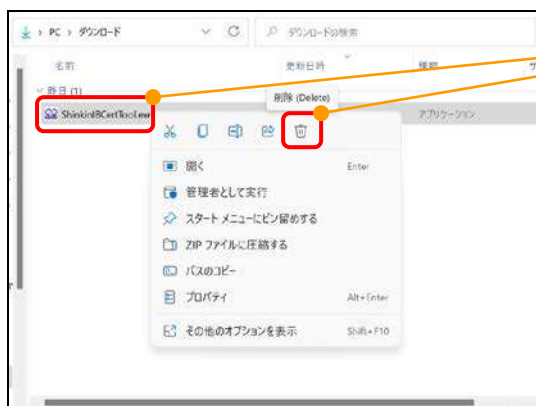 PC › ダウンロード
ダウンロードの検索
名前
更新日時
種類
昨日 (1)
削除 (Delete)
ShinkinIBCertTool.exe
アプリケーション
開く Enter
管理者として実行
スタート メニューにピン留めする
ZIP ファイルに圧縮する
パスのコピー
プロパティ Alt+Enter
その他のオプションを表示 Shift+F10